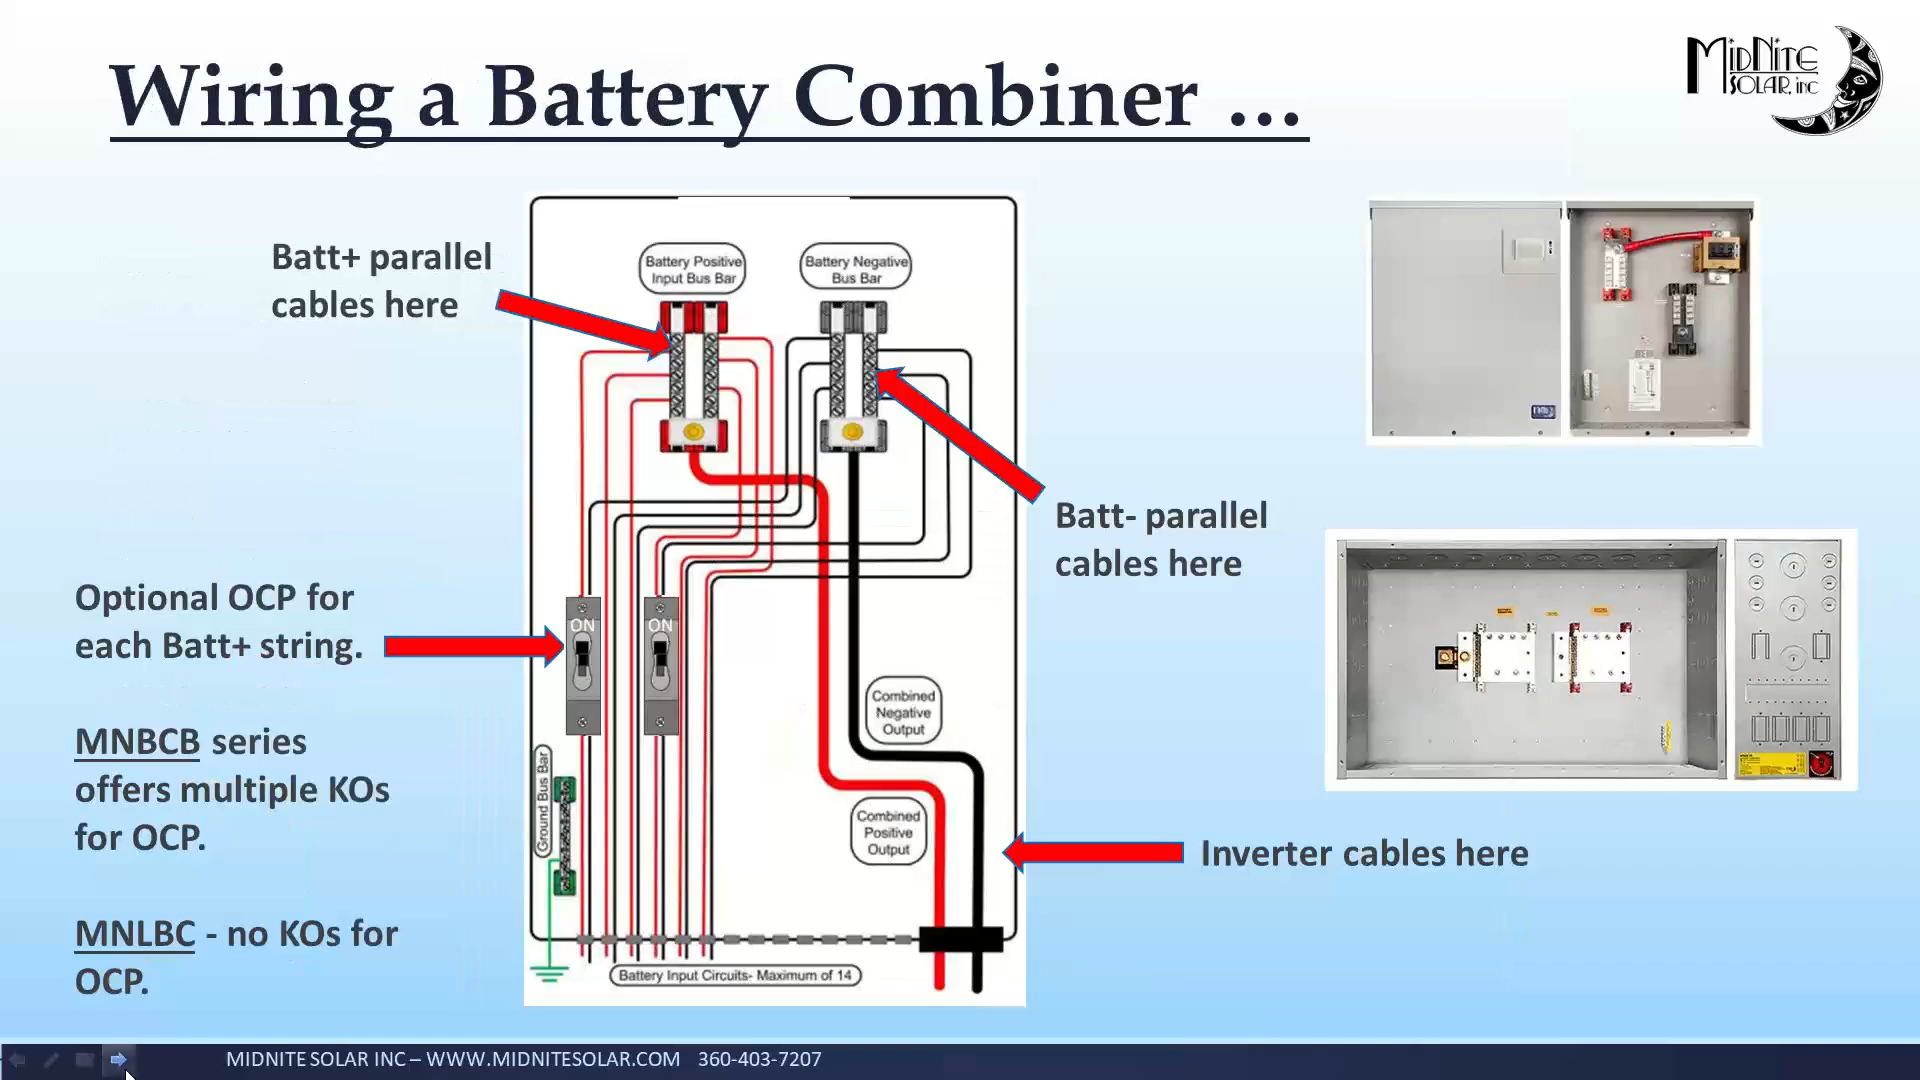 Wiring a Battery Combiner ...
MIDNITE
SOLAR, INC
Batt+ parallel
cables here
Battery Positive
Input Bus Bar
Battery Negative
Bus Bar
Batt- parallel
cables here
Optional OCP for
each Batt+ string.
ON
ON
MNBCB series
offers multiple KOs
for OCP.
Combined
Negative
Output
Ground Bus Bar
Combined
Positive
Output
Inverter cables here
MNLBC - no KOs for
OCP.
Battery Input Circuits- Maximum of 14
MIDNITE SOLAR INC – WWW.MIDNITESOLAR.COM 360-403-7207